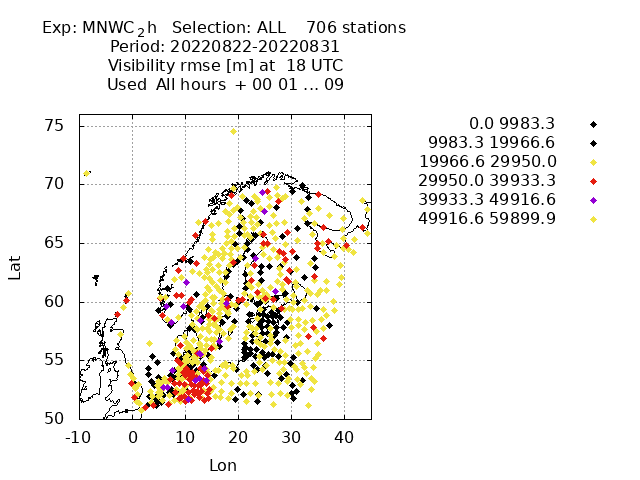 Exp: MNWC_2h Selection: ALL 706 stations
Period: 20220822-20220831
Visibility rmse [m] at 18 UTC
Used All hours + 00 01 ... 09
0.0 9983.3
9983.3 19966.6
19966.6 29950.0
29950.0 39933.3
39933.3 49916.6
49916.6 59899.9
75
70
65
60
55
50
Lat
-10 0 10 20 30 40
Lon